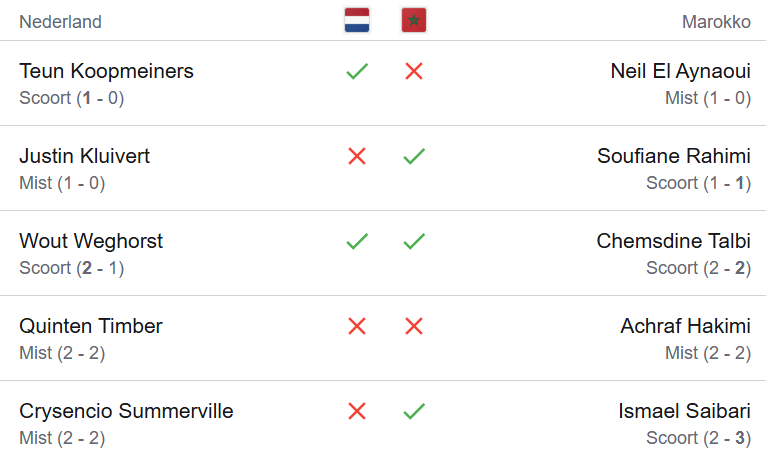 Nederland Marokko
Teun Koopmeiners Neil El Aynaoui
Scoort (1 - 0) Mist (1 - 0)
Justin Kluivert Soufiane Rahimi
Mist (1 - 0) Scoort (1 - 1)
Wout Weghorst Chemsdine Talbi
Scoort (2 - 1) Scoort (2 - 2)
Quinten Timber Achraf Hakimi
Mist (2 - 2) Mist (2 - 2)
Crysencio Summerville Ismael Saibari
Mist (2 - 2) Scoort (2 - 3)